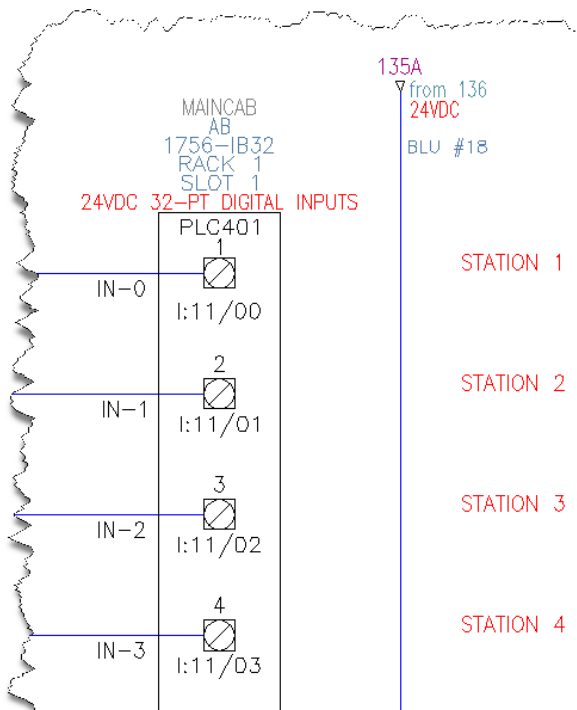 135A
from 136
24VDC
BLU #18
MAINCAB
AB
1756-IB32
RACK 1
SLOT 1
24VDC 32-PT DIGITAL INPUTS
PLC401
1
IN-0
I:11/00
STATION 1
2
IN-1
I:11/01
STATION 2
3
IN-2
I:11/02
STATION 3
4
IN-3
I:11/03
STATION 4